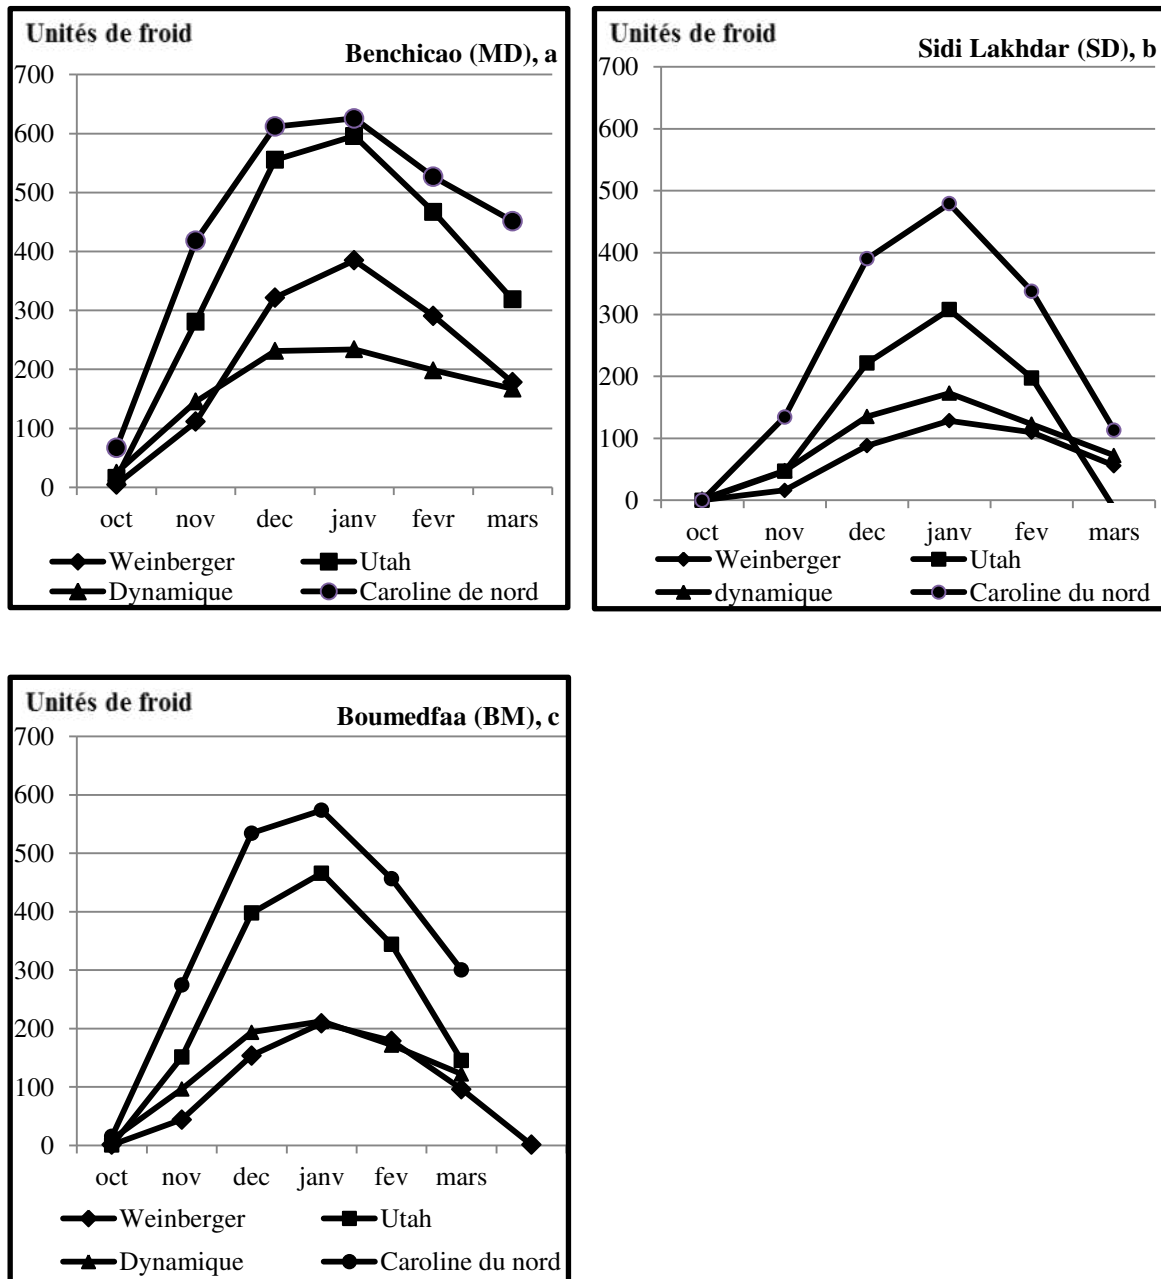 Unités de froid
Benchicao (MD), a
700
600
500
400
300
200
100
0
oct nov dec janv fevr mars
Weinberger Utah
Dynamique Caroline de nord
Unités de froid
Sidi Lakhdar (SD), b
700
600
500
400
300
200
100
0
oct nov dec janv fev mars
Weinberger Utah
dynamique Caroline du nord
Unités de froid
Boumedfaa (BM), c
700
600
500
400
300
200
100
0
oct nov dec janv fev mars
Weinberger Utah
Dynamique Caroline du nord